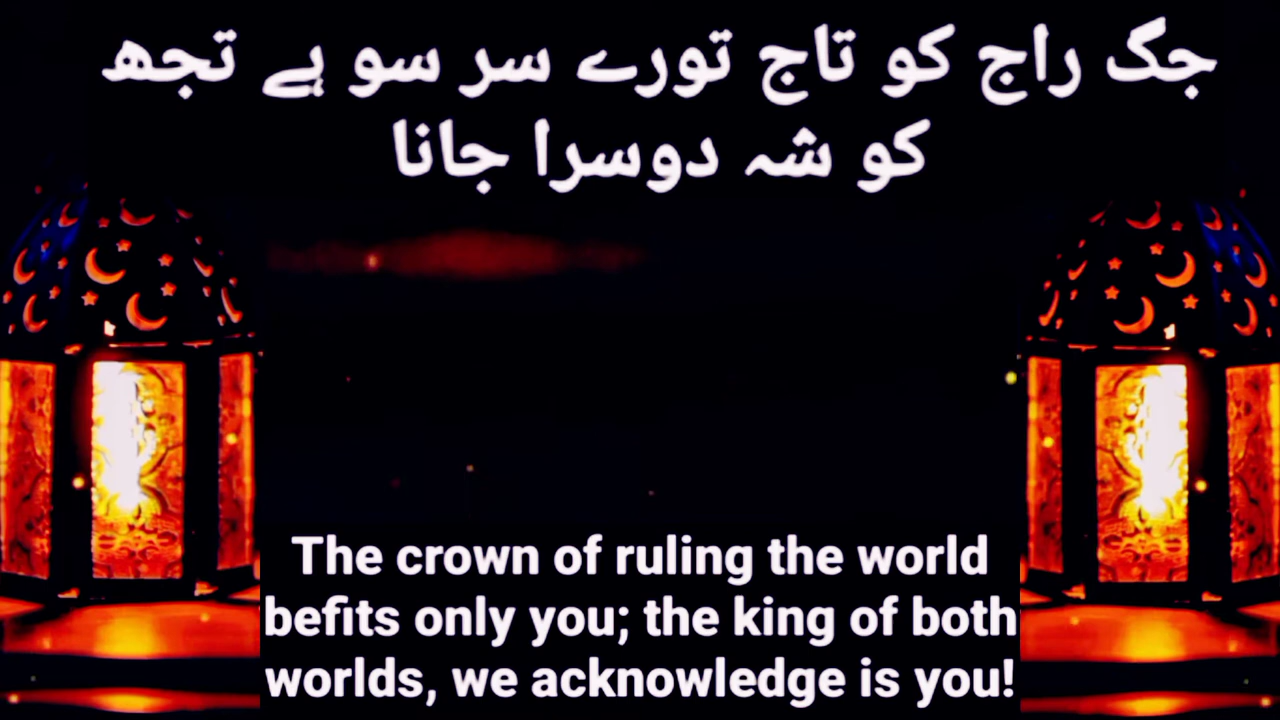 جگ راج کو تاج تورے سر سو ہے تجھ
کو شہ دوسرا جانا
The crown of ruling the world
befits only you; the king of both
worlds, we acknowledge is you!